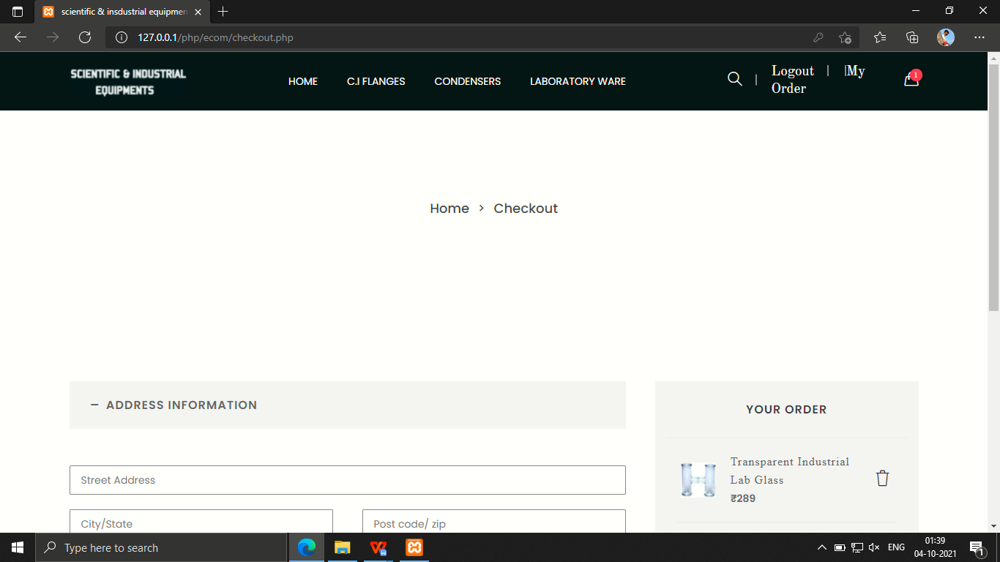 scientific & insdustrial equipmen
127.0.0.1/php/ecom/checkout.php
SCIENTIFIC & INDUSTRIAL
EQUIPMENTS
HOME
C.I FLANGES
CONDENSERS
LABORATORY WARE
|
Logout | |My
Order
1
Home > Checkout
– ADDRESS INFORMATION
YOUR ORDER
Street Address
Transparent Industrial
Lab Glass
₹289
City/State
Post code/ zip
Type here to search
ENG
01:39
04-10-2021
1